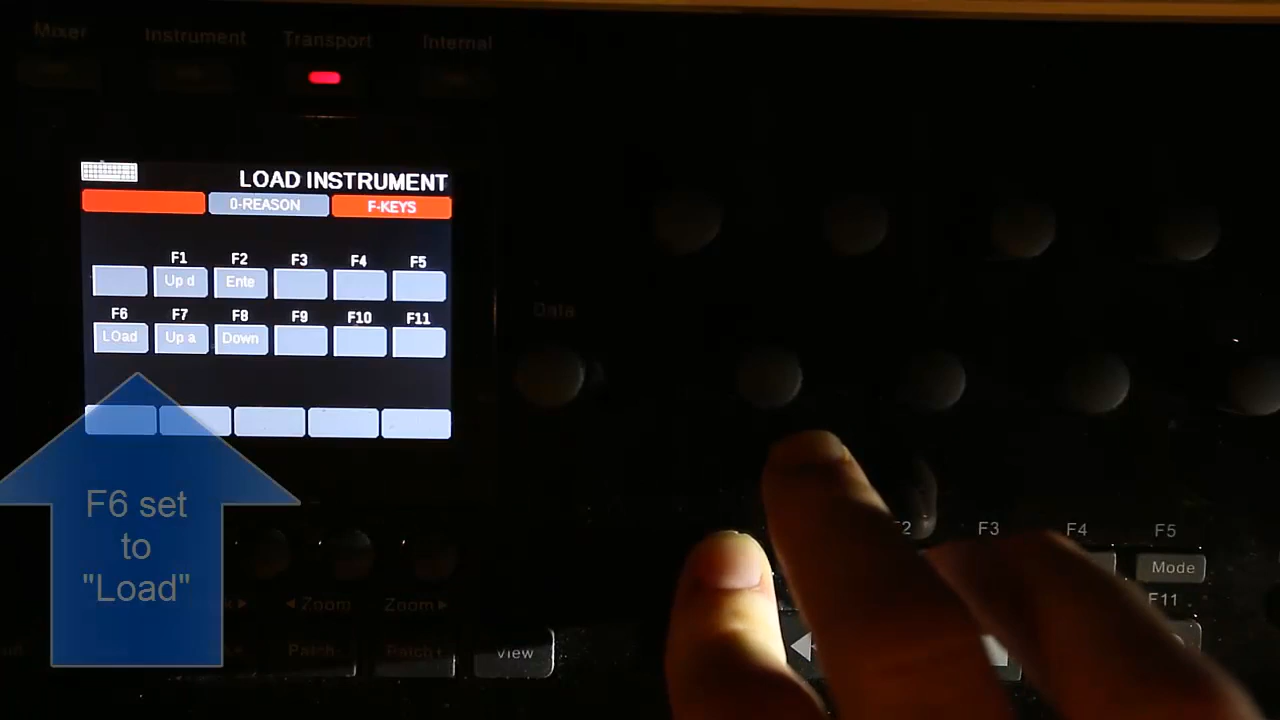 Mixer Instrument Transport Internal
LOAD INSTRUMENT
0-REASON F-KEYS
F1 F2 F3 F4 F5
Up d Ente
F6 F7 F8 F9 F10 F11
LOad Up a Down
Data
F6 set
to
"Load"
F3 F4 F5
Mode
F11
◄Zoom Zoom►
Patch- Patch+ View